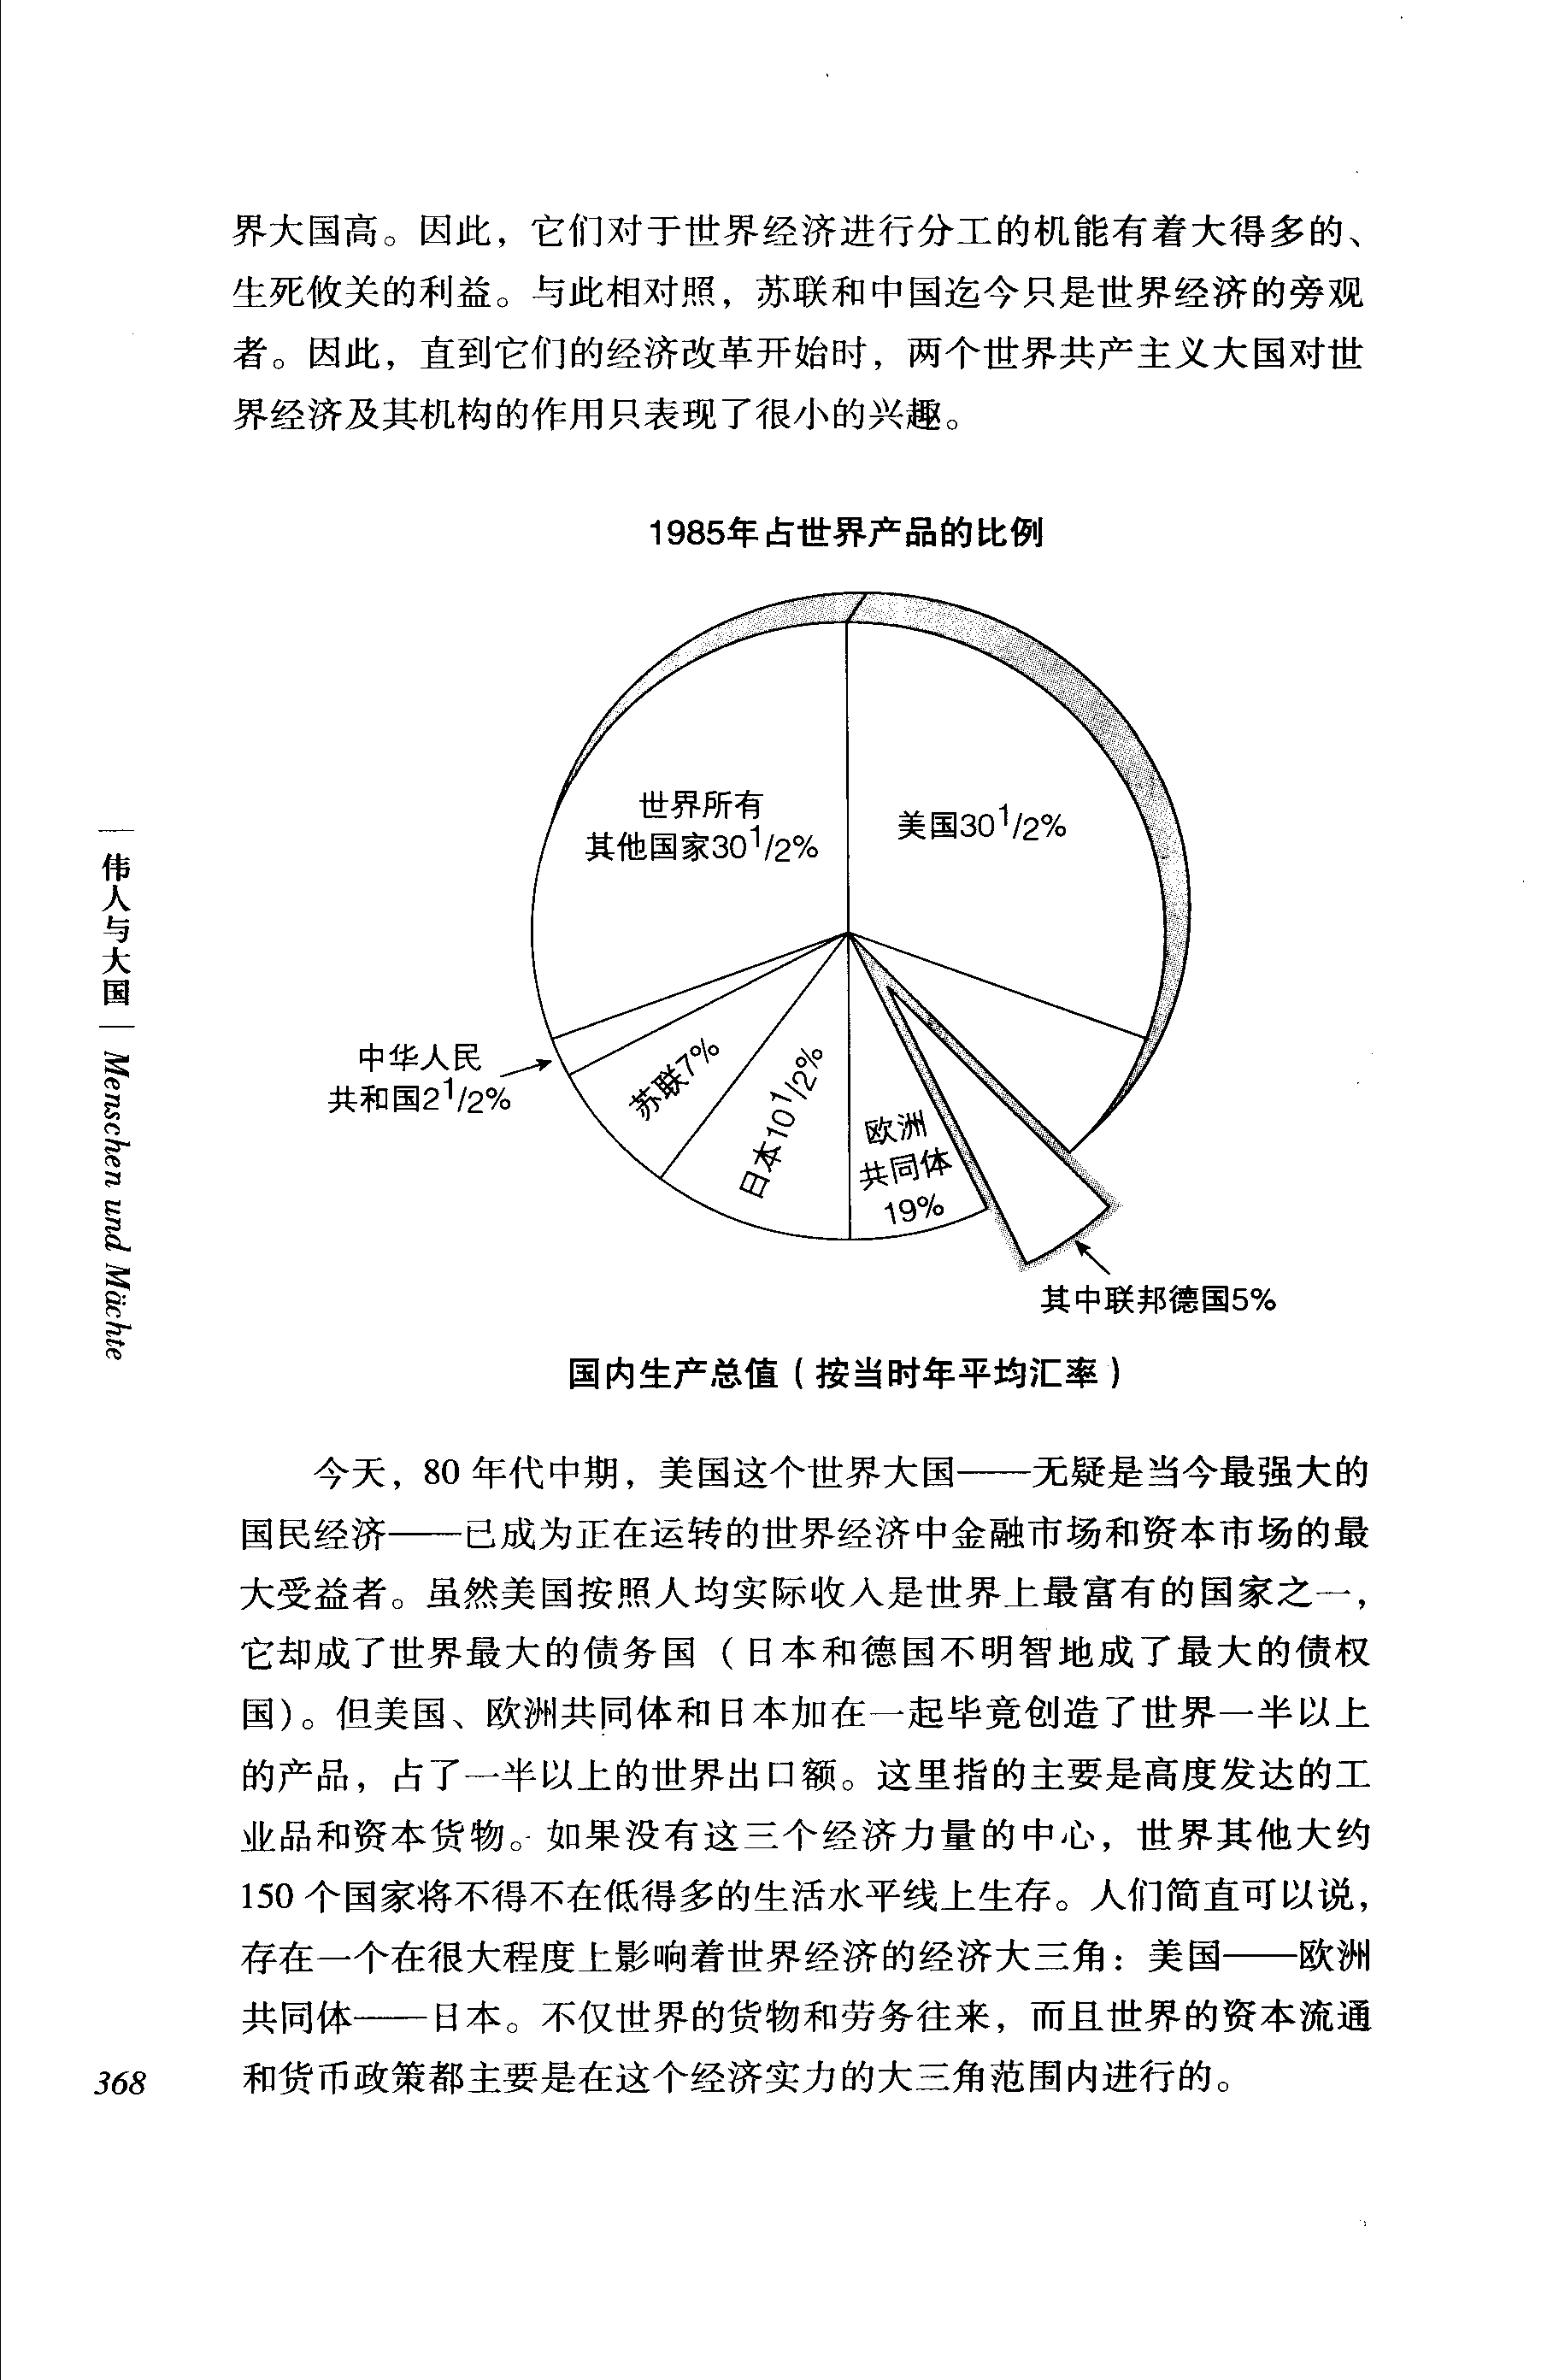 界大国高。因此，它们对于世界经济进行分工的机能有着大得多的、
生死攸关的利益。与此相对照，苏联和中国迄今只是世界经济的旁观
者。因此，直到它们的经济改革开始时，两个世界共产主义大国对世
界经济及其机构的作用只表现了很小的兴趣。
1985年占世界产品的比例
世界所有
其他国家30 1/2%
美国30 1/2%
中华人民
共和国2 1/2%
苏联7%
日本10 1/2%
欧洲
共同体
19%
其中联邦德国5%
国内生产总值（按当时年平均汇率）
今天，80 年代中期，美国这个世界大国——无疑是当今最强大的
国民经济——已成为正在运转的世界经济中金融市场和资本市场的最
大受益者。虽然美国按照人均实际收入是世界上最富有的国家之一，
它却成了世界最大的债务国（日本和德国不明智地成了最大的债权
国）。但美国、欧洲共同体和日本加在一起毕竟创造了世界一半以上
的产品，占了一半以上的世界出口额。这里指的主要是高度发达的工
业品和资本货物。如果没有这三个经济力量的中心，世界其他大约
150 个国家将不得不在低得多的生活水平线上生存。人们简直可以说，
存在一个在很大程度上影响着世界经济的经济大三角：美国——欧洲
共同体——日本。不仅世界的货物和劳务往来，而且世界的资本流通
和货币政策都主要是在这个经济实力的大三角范围内进行的。
伟人与大国
Menschen und Mächte
368